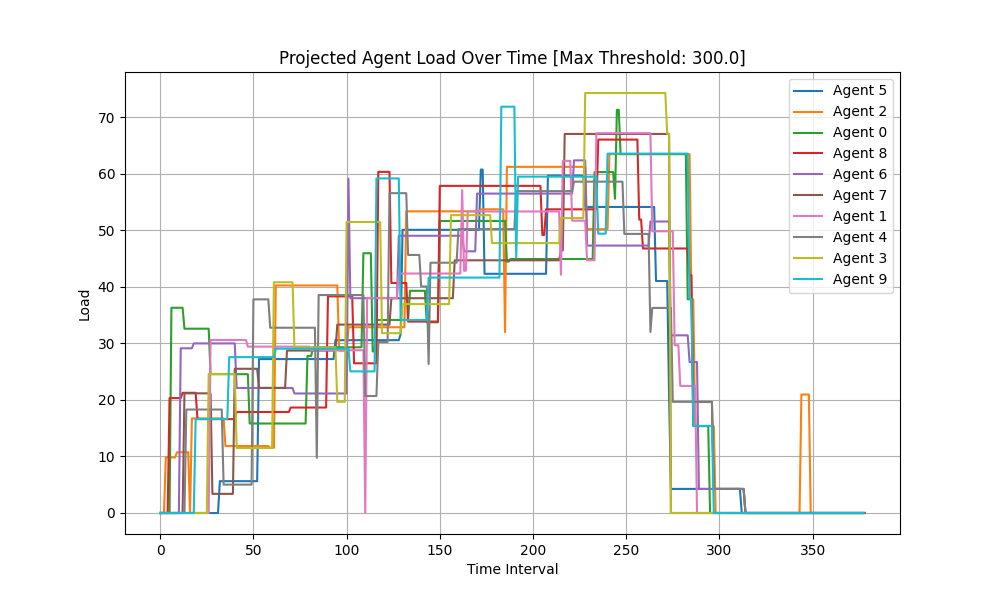 Projected Agent Load Over Time [Max Threshold: 300.0]
Load
70
60
50
40
30
20
10
0
0 50 100 150 200 250 300 350
Time Interval
Agent 5
Agent 2
Agent 0
Agent 8
Agent 6
Agent 7
Agent 1
Agent 4
Agent 3
Agent 9